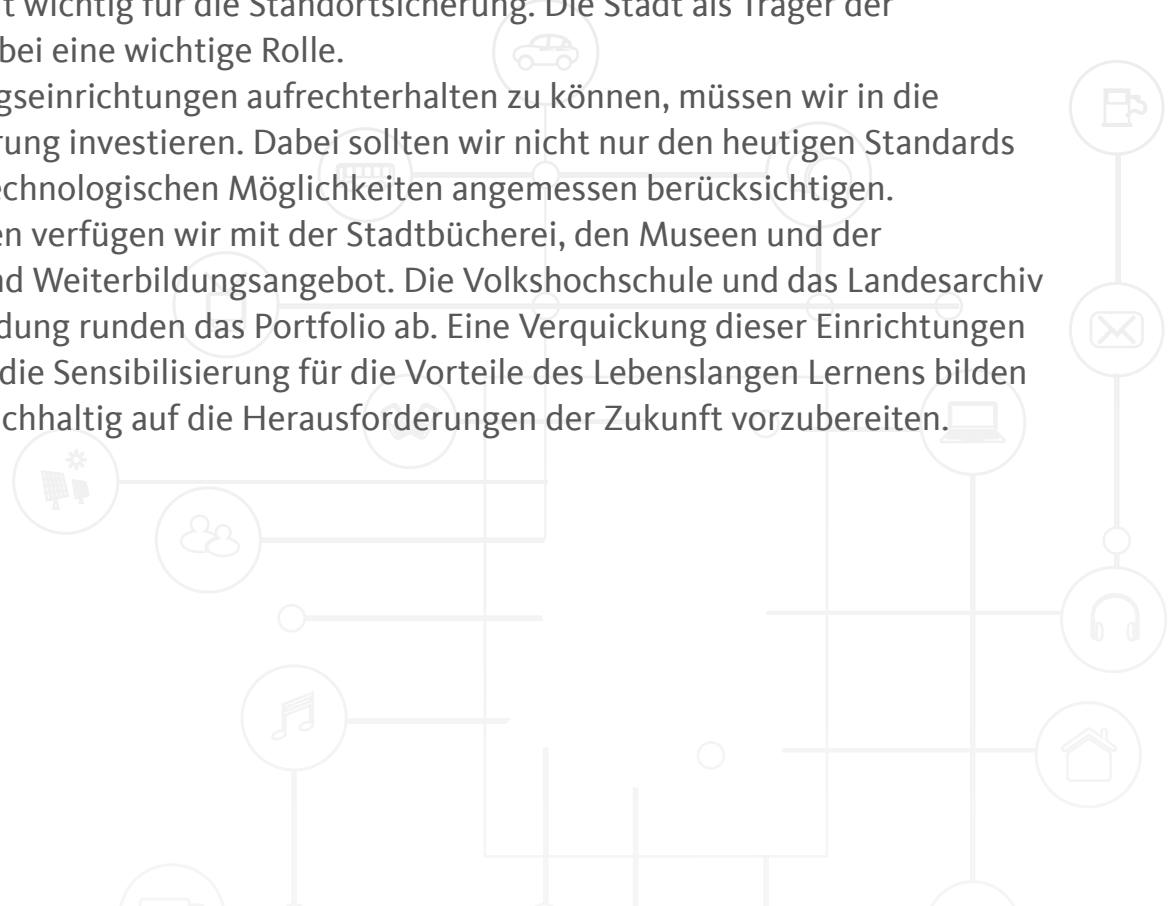 t wichtig für die Standortsicherung. Die Stadt als Träger der
bei eine wichtige Rolle.
gseinrichtungen aufrechterhalten zu können, müssen wir in die
rung investieren. Dabei sollten wir nicht nur den heutigen Standards
echnologischen Möglichkeiten angemessen berücksichtigen.
en verfügen wir mit der Stadtbücherei, den Museen und der
nd Weiterbildungsangebot. Die Volkshochschule und das Landesarchiv
dung runden das Portfolio ab. Eine Verquickung dieser Einrichtungen
die Sensibilisierung für die Vorteile des Lebenslangen Lernens bilden
chhaltig auf die Herausforderungen der Zukunft vorzubereiten.